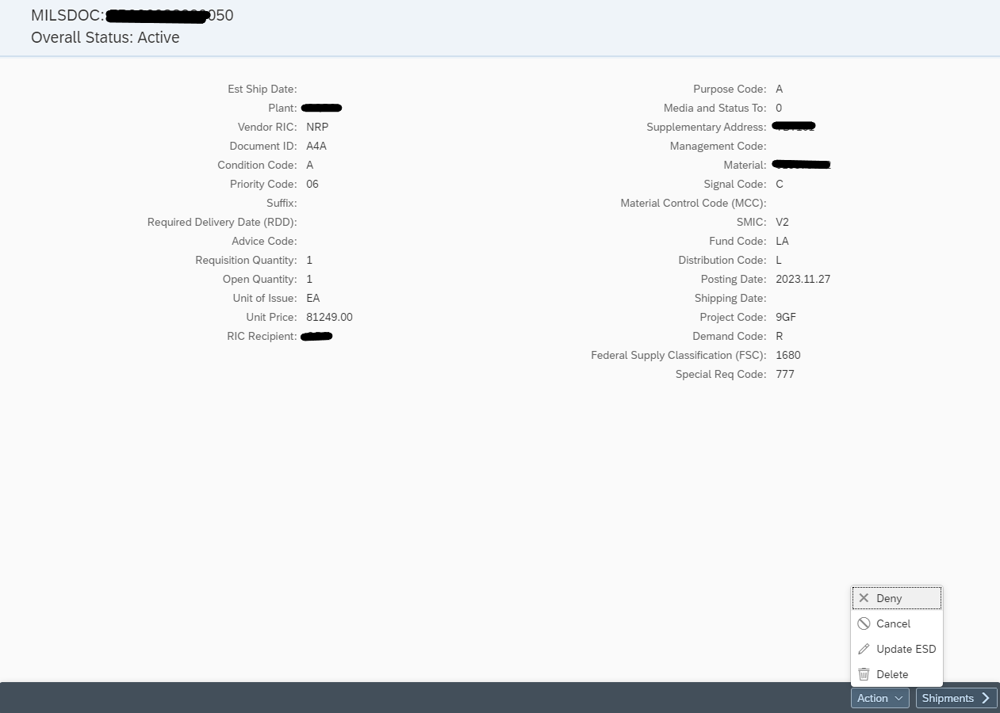 MILSDOC: 050
Overall Status: Active
Est Ship Date:
Plant:
Vendor RIC: NRP
Document ID: A4A
Condition Code: A
Priority Code: 06
Suffix:
Required Delivery Date (RDD):
Advice Code:
Requisition Quantity: 1
Open Quantity: 1
Unit of Issue: EA
Unit Price: 81249.00
RIC Recipient:
Purpose Code: A
Media and Status To: 0
Supplementary Address:
Management Code:
Material:
Signal Code: C
Material Control Code (MCC):
SMIC: V2
Fund Code: LA
Distribution Code: L
Posting Date: 2023.11.27
Shipping Date:
Project Code: 9GF
Demand Code: R
Federal Supply Classification (FSC): 1680
Special Req Code: 777
Deny
Cancel
Update ESD
Delete
Action
Shipments